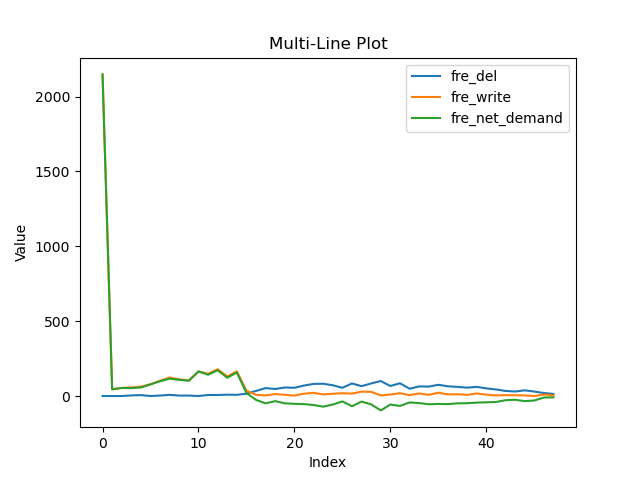 Multi-Line Plot
fre_del
fre_write
fre_net_demand
2000
1500
1000
500
0
Value
0 10 20 30 40
Index